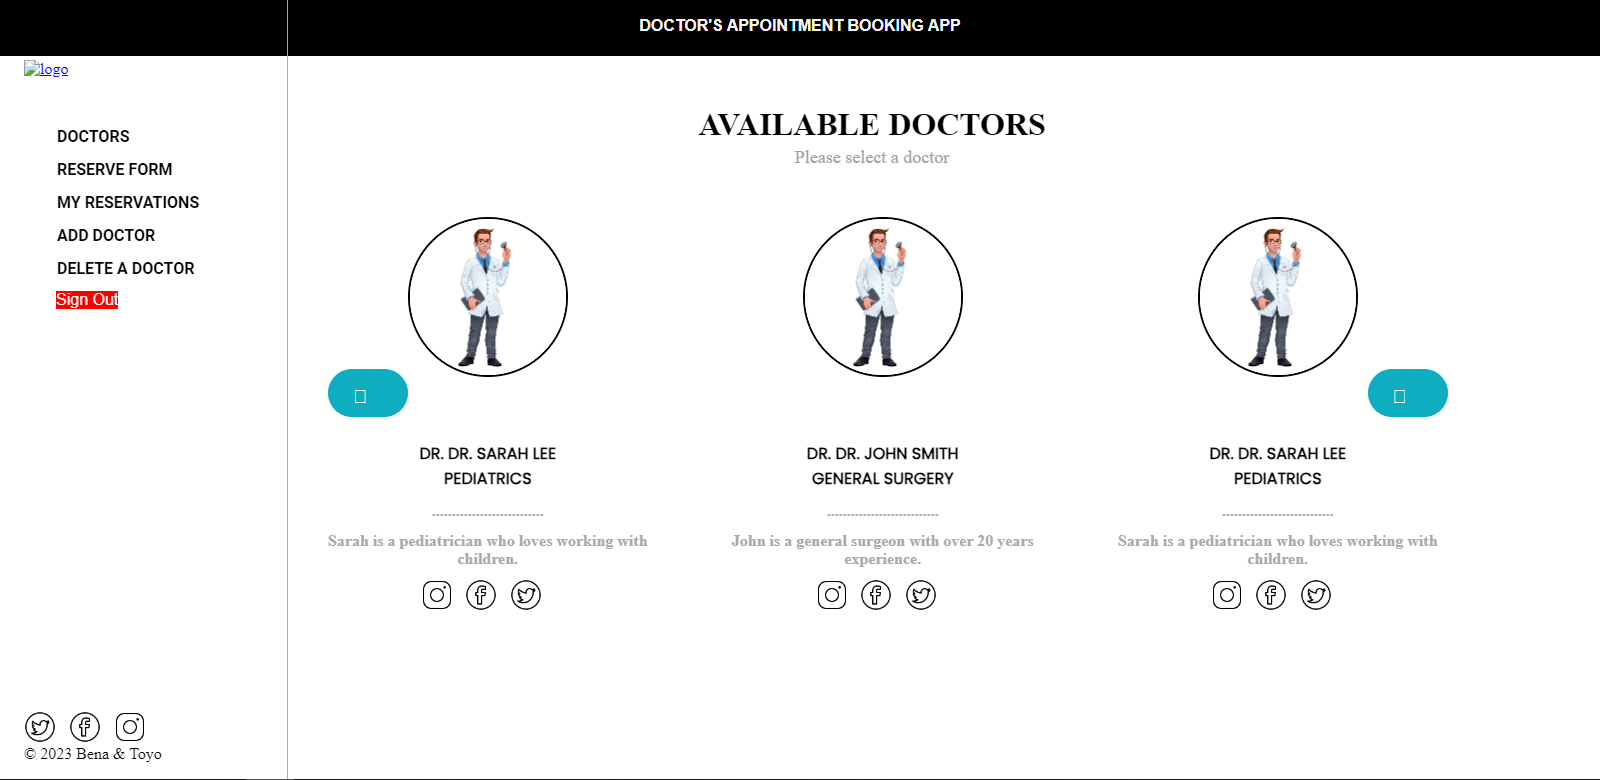 DOCTOR'S APPOINTMENT BOOKING APP
logo
DOCTORS
RESERVE FORM
MY RESERVATIONS
ADD DOCTOR
DELETE A DOCTOR
Sign Out
AVAILABLE DOCTORS
Please select a doctor
DR. DR. SARAH LEE
PEDIATRICS
----------------------------
Sarah is a pediatrician who loves working with
children.
DR. DR. JOHN SMITH
GENERAL SURGERY
----------------------------
John is a general surgeon with over 20 years
experience.
DR. DR. SARAH LEE
PEDIATRICS
----------------------------
Sarah is a pediatrician who loves working with
children.
© 2023 Bena & Toyo